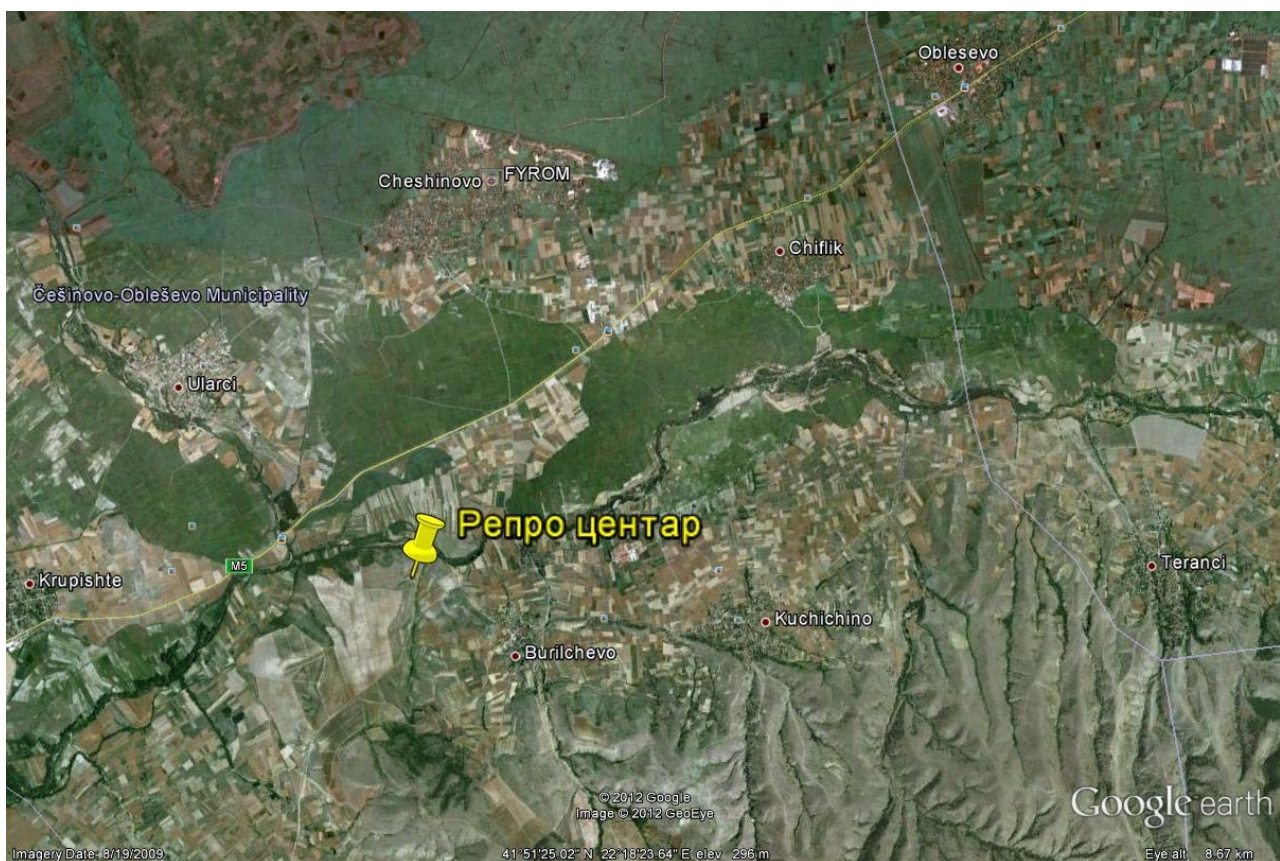 Oblesevo
Cheshinovo
FYROM
Chiflik
Češinovo-Obleševo Municipality
Ularci
Репро центар
M5
Krupishte
Teranci
Kuchichino
Burilchevo
© 2012 Google
Image © 2012 GeoEye
Google earth
Imagery Date: 8/19/2009
41°51'25.02" N 22°18'23.64" E elev 296 m
Eye alt 8.67 km